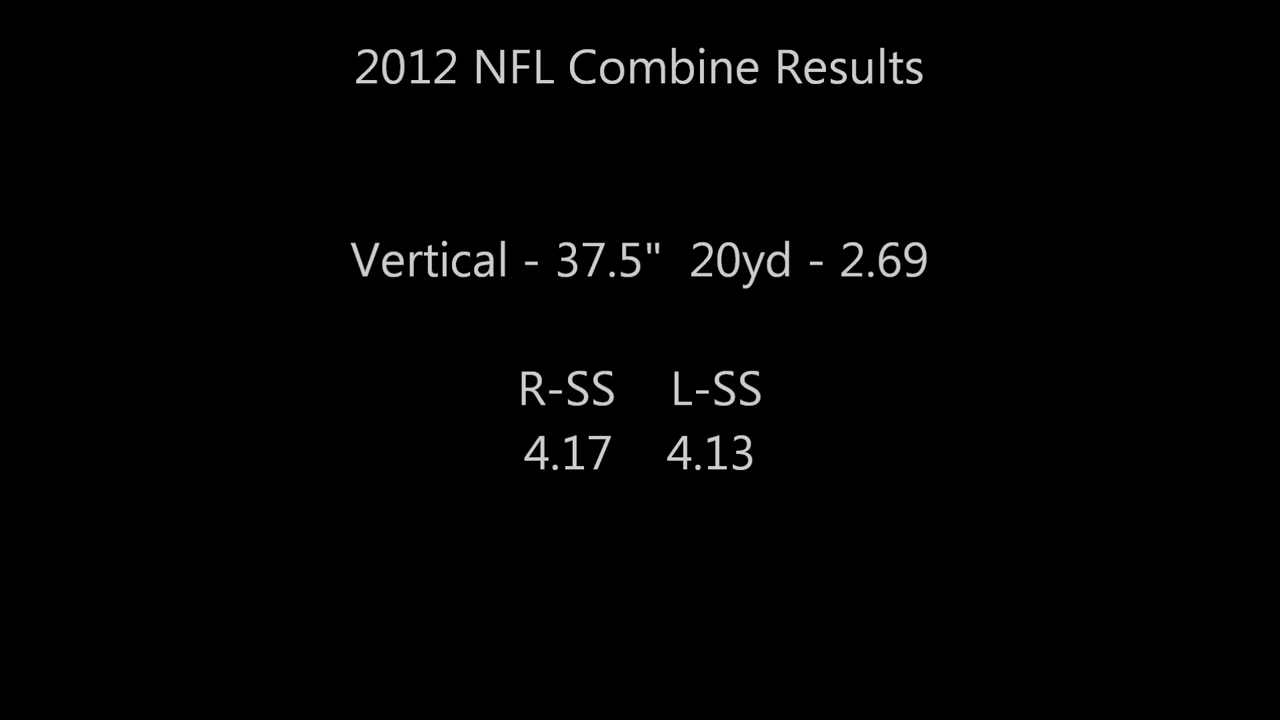 2012 NFL Combine Results
Vertical - 37.5" 20yd - 2.69
R-SS L-SS
4.17 4.13